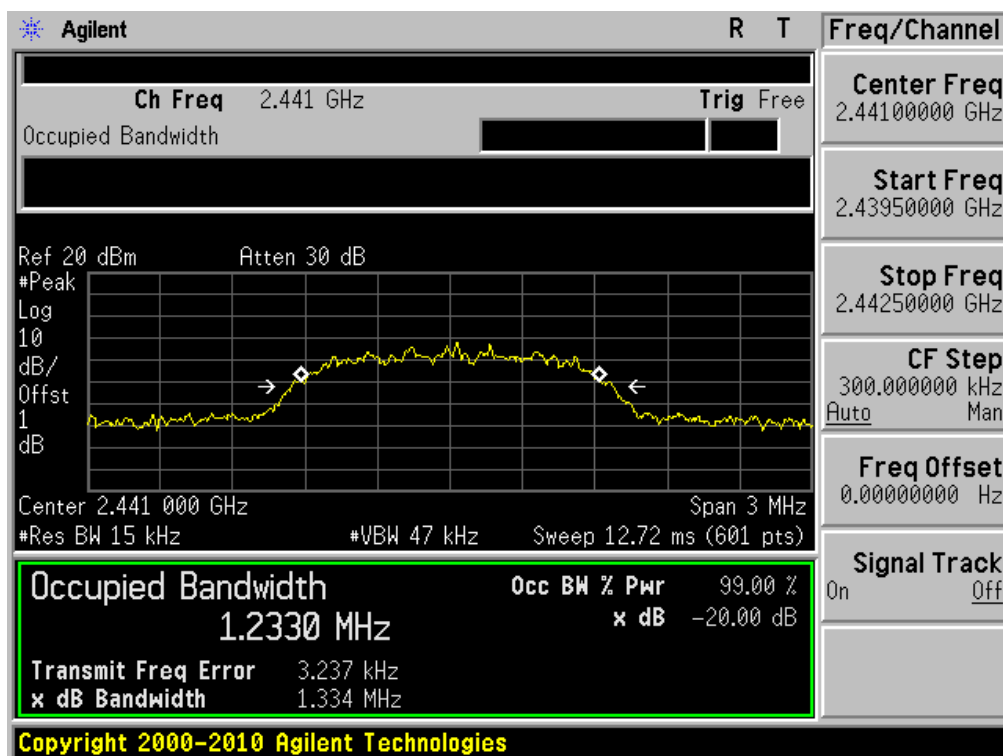 Agilent R T
Ch Freq 2.441 GHz Trig Free
Occupied Bandwidth
Ref 20 dBm Atten 30 dB
#Peak
Log
10
dB/
Offst
1
dB
Center 2.441 000 GHz Span 3 MHz
#Res BW 15 kHz #VBW 47 kHz Sweep 12.72 ms (601 pts)
Occupied Bandwidth
1.2330 MHz
Occ BW % Pwr 99.00 %
x dB -20.00 dB
Transmit Freq Error 3.237 kHz
x dB Bandwidth 1.334 MHz
Copyright 2000-2010 Agilent Technologies
Freq/Channel
Center Freq
2.44100000 GHz
Start Freq
2.43950000 GHz
Stop Freq
2.44250000 GHz
CF Step
300.000000 kHz
Auto Man
Freq Offset
0.00000000 Hz
Signal Track
On Off